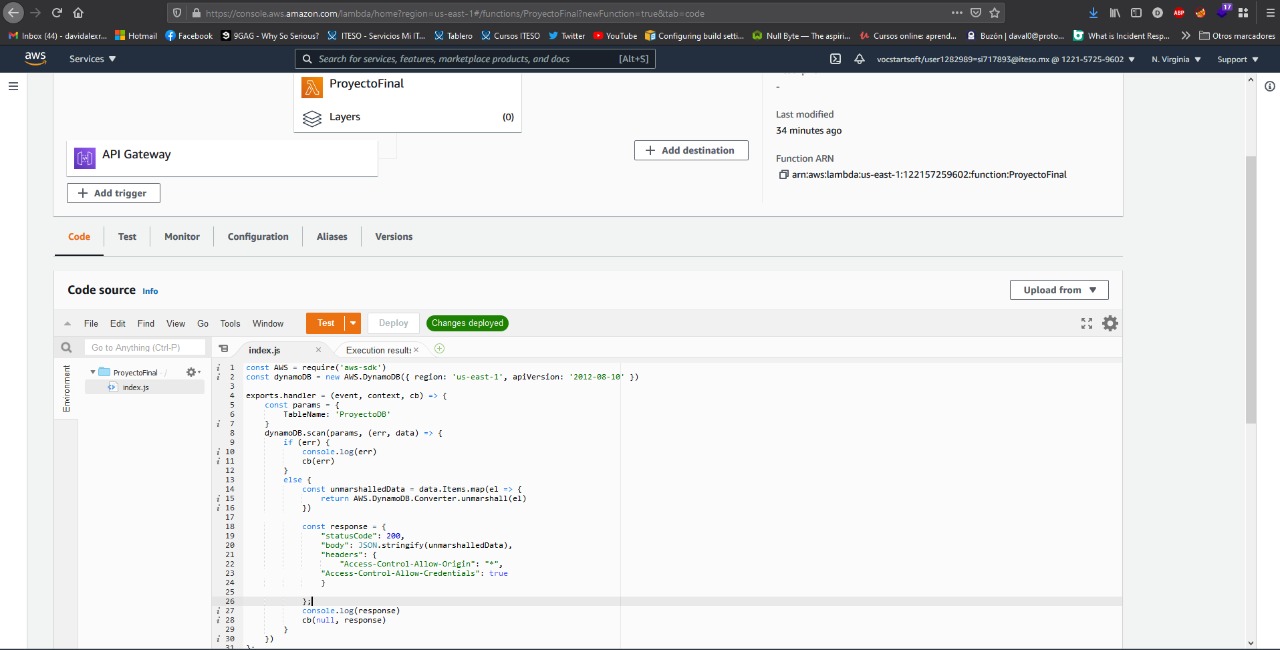 https://console.aws.amazon.com/lambda/home?region=us-east-1#/functions/ProyectoFinal?newFunction=true&tab=code
ABP
17
Inbox (44) - davidalexr...
Hotmail
Facebook
9GAG - Why So Serious?
ITESO - Servicios Mi IT...
Tablero
Cursos ITESO
Twitter
YouTube
Configuring build setti...
Null Byte — The aspiri...
Cursos online: aprend...
Buzón | daval0@proto...
What is Incident Resp...
Otros marcadores
aws
Services
Search for services, features, marketplace products, and docs
[Alt+S]
vocstartsoft/user1282989=si717893@iteso.mx @ 1221-5725-9602
N. Virginia
Support
ProyectoFinal
Layers
(0)
API Gateway
+ Add trigger
+ Add destination
-
Last modified
34 minutes ago
Function ARN
arn:aws:lambda:us-east-1:122157259602:function:ProyectoFinal
Code
Test
Monitor
Configuration
Aliases
Versions
Code source
Info
Upload from
File
Edit
Find
View
Go
Tools
Window
Test
Deploy
Changes deployed
Go to Anything (Ctrl-P)
Environment
ProyectoFinal
/
index.js
index.js
Execution result:
1 const AWS = require('aws-sdk')
2 const dynamoDB = new AWS.DynamoDB({ region: 'us-east-1', apiVersion: '2012-08-10' })
3
4 exports.handler = (event, context, cb) => {
5 const params = {
6 TableName: 'ProyectoDB'
7 }
8 dynamoDB.scan(params, (err, data) => {
9 if (err) {
10 console.log(err)
11 cb(err)
12 }
13 else {
14 const unmarshalledData = data.Items.map(el => {
15 return AWS.DynamoDB.Converter.unmarshall(el)
16 })
17
18 const response = {
19 "statusCode": 200,
20 "body": JSON.stringify(unmarshalledData),
21 "headers": {
22 "Access-Control-Allow-Origin": "*",
23 "Access-Control-Allow-Credentials": true
24 }
25
26 };
27 console.log(response)
28 cb(null, response)
29 }
30 })
31 };